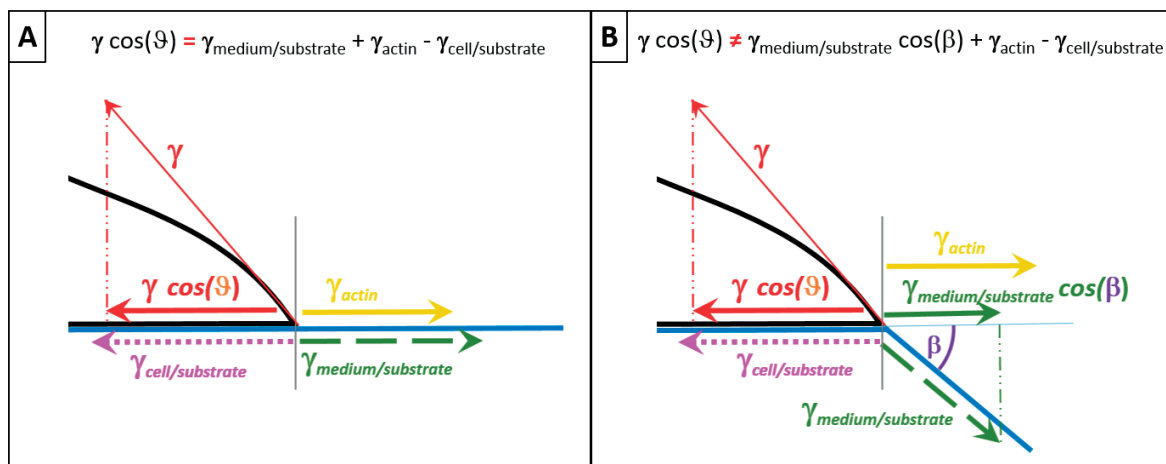 A
γ cos(ϑ) = γmedium/substrate + γactin - γcell/substrate
γ
γ cos(ϑ)
γactin
γcell/substrate
γmedium/substrate
B
γ cos(ϑ) ≠ γmedium/substrate cos(β) + γactin - γcell/substrate
γ
γactin
γ cos(ϑ)
γmedium/substrate cos(β)
γcell/substrate
β
γmedium/substrate